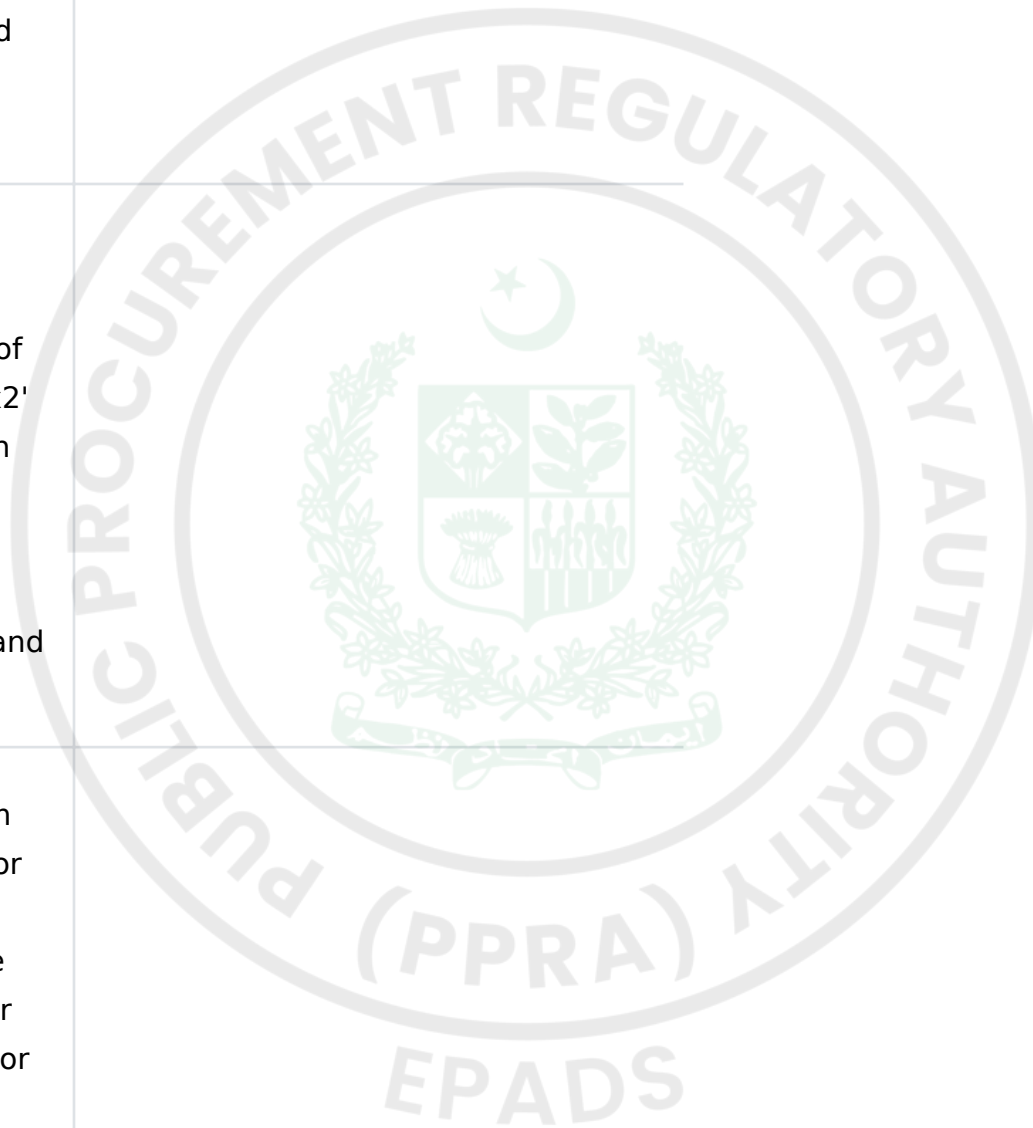 d
of
2'
n
and
n
or
e
r
or
PUBLIC PROCUREMENT REGULATORY AUTHORITY
(PPRA)
EPADS